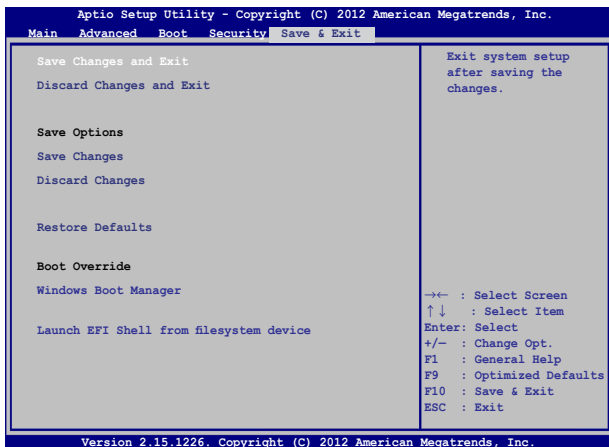 Aptio Setup Utility - Copyright (C) 2012 American Megatrends, Inc.
Main Advanced Boot Security Save & Exit
Save Changes and Exit
Discard Changes and Exit
Save Options
Save Changes
Discard Changes
Restore Defaults
Boot Override
Windows Boot Manager
Launch EFI Shell from filesystem device
Exit system setup
after saving the
changes.
→← : Select Screen
↑↓ : Select Item
Enter: Select
+/— : Change Opt.
F1 : General Help
F9 : Optimized Defaults
F10 : Save & Exit
ESC : Exit
Version 2.15.1226. Copyright (C) 2012 American Megatrends, Inc.